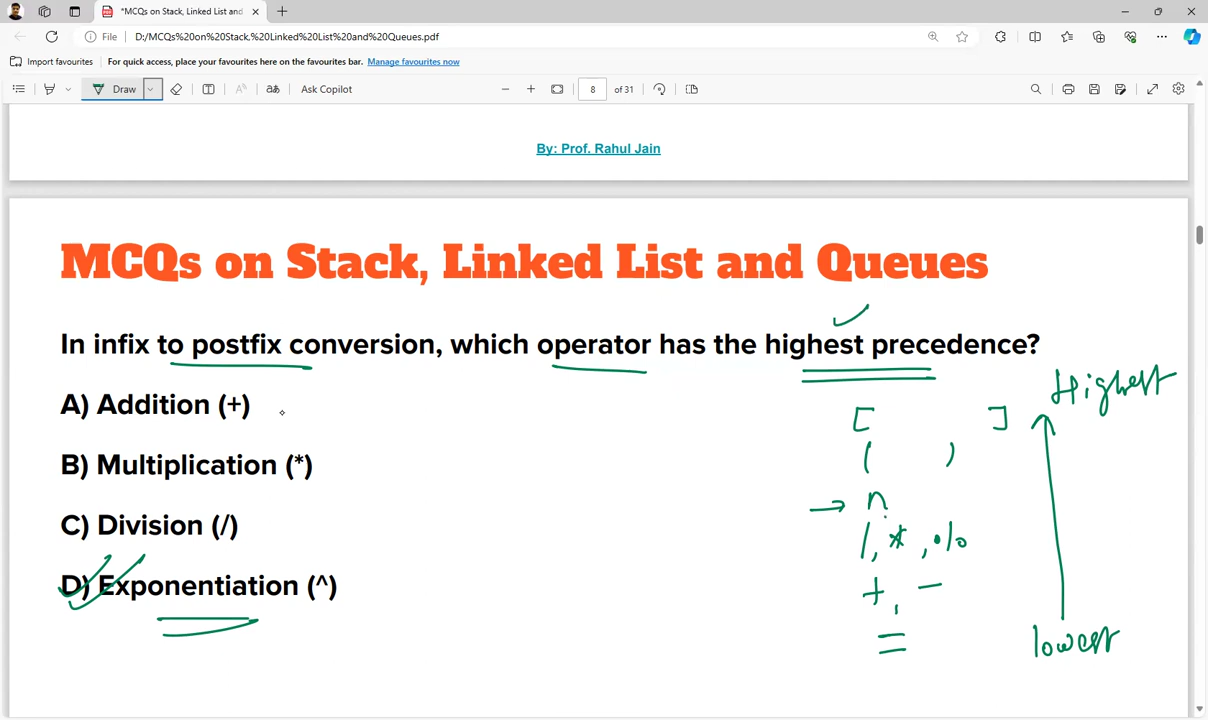 *MCQs on Stack, Linked List and
File
D:/MCQs%20on%20Stack,%20Linked%20List%20and%20Queues.pdf
Import favourites
For quick access, place your favourites here on the favourites bar. Manage favourites now
Draw
Ask Copilot
8 of 31
By: Prof. Rahul Jain
MCQs on Stack, Linked List and Queues
In infix to postfix conversion, which operator has the highest precedence?
Highest
A) Addition (+)
[ ]
( )
B) Multiplication (*)
→ ^
C) Division (/)
/, *, %
D) Exponentiation (^)
+, −
=
lowest